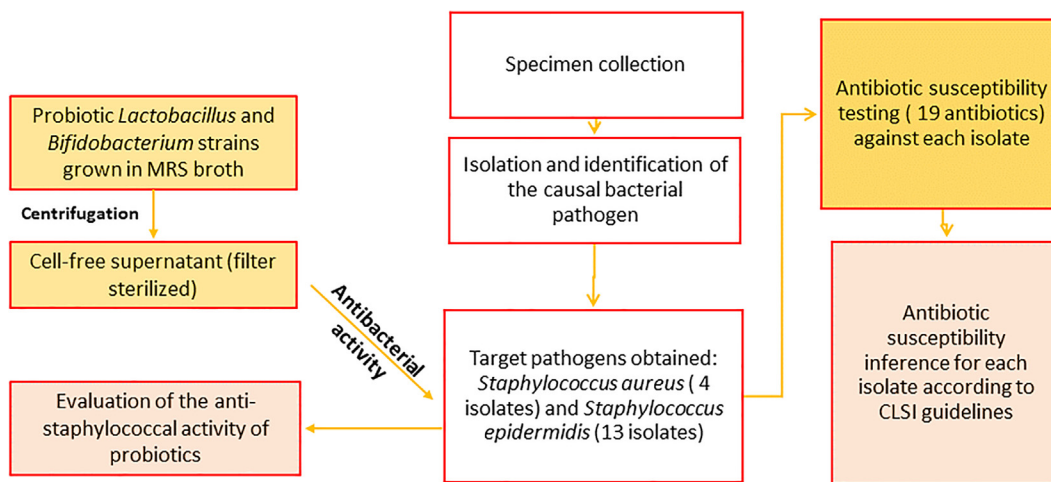 Probiotic Lactobacillus and
Bifidobacterium strains
grown in MRS broth
Centrifugation
Cell-free supernatant (filter
sterilized)
Antibacterial
activity
Evaluation of the anti-
staphylococcal activity of
probiotics
Specimen collection
Isolation and identification of
the causal bacterial
pathogen
Target pathogens obtained:
Staphylococcus aureus ( 4
isolates) and Staphylococcus
epidermidis (13 isolates)
Antibiotic susceptibility
testing ( 19 antibiotics)
against each isolate
Antibiotic
susceptibility
inference for each
isolate according to
CLSI guidelines